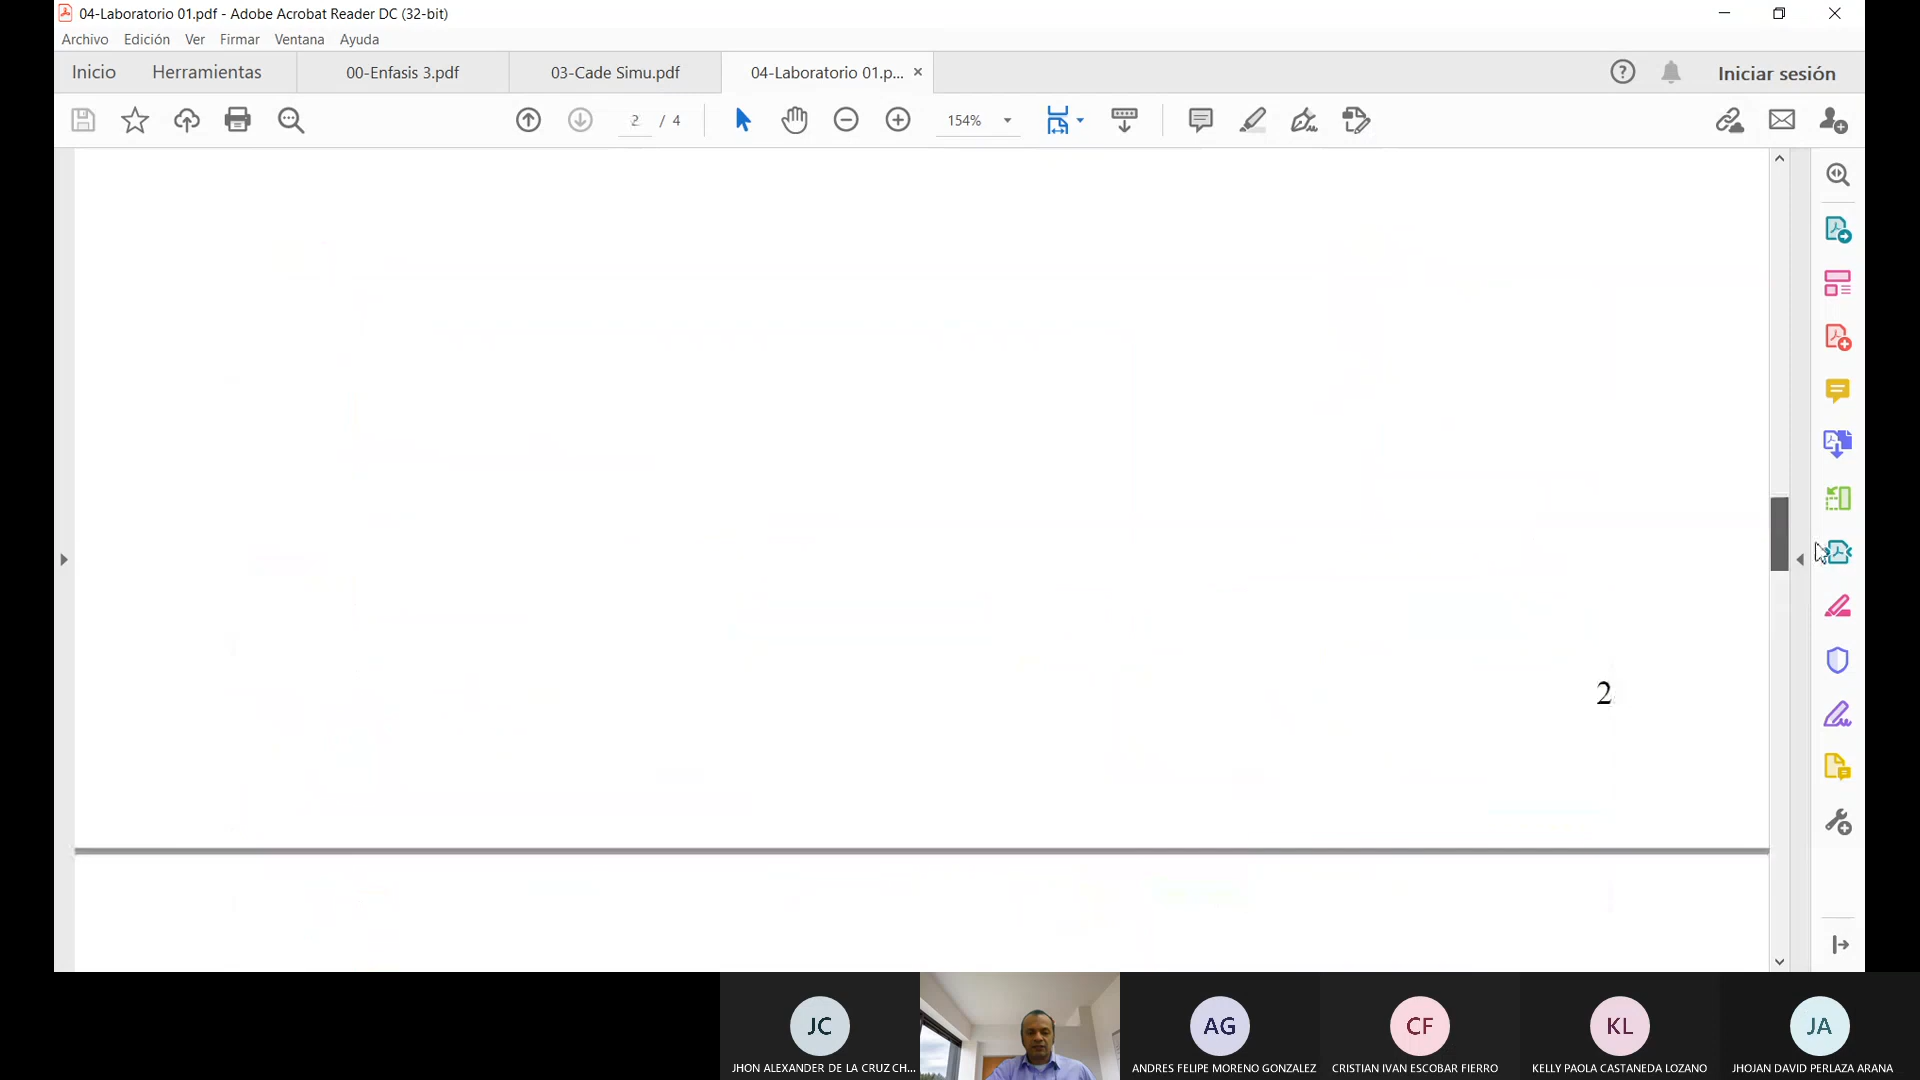 04-Laboratorio 01.pdf - Adobe Acrobat Reader DC (32-bit)
Archivo Edición Ver Firmar Ventana Ayuda
Inicio Herramientas 00-Enfasis 3.pdf 03-Cade Simu.pdf 04-Laboratorio 01.p... × Iniciar sesión
2 / 4 154%
2
JC AG CF KL JA
JHON ALEXANDER DE LA CRUZ CH... ANDRES FELIPE MORENO GONZALEZ CRISTIAN IVAN ESCOBAR FIERRO KELLY PAOLA CASTANEDA LOZANO JHOJAN DAVID PERLAZA ARANA